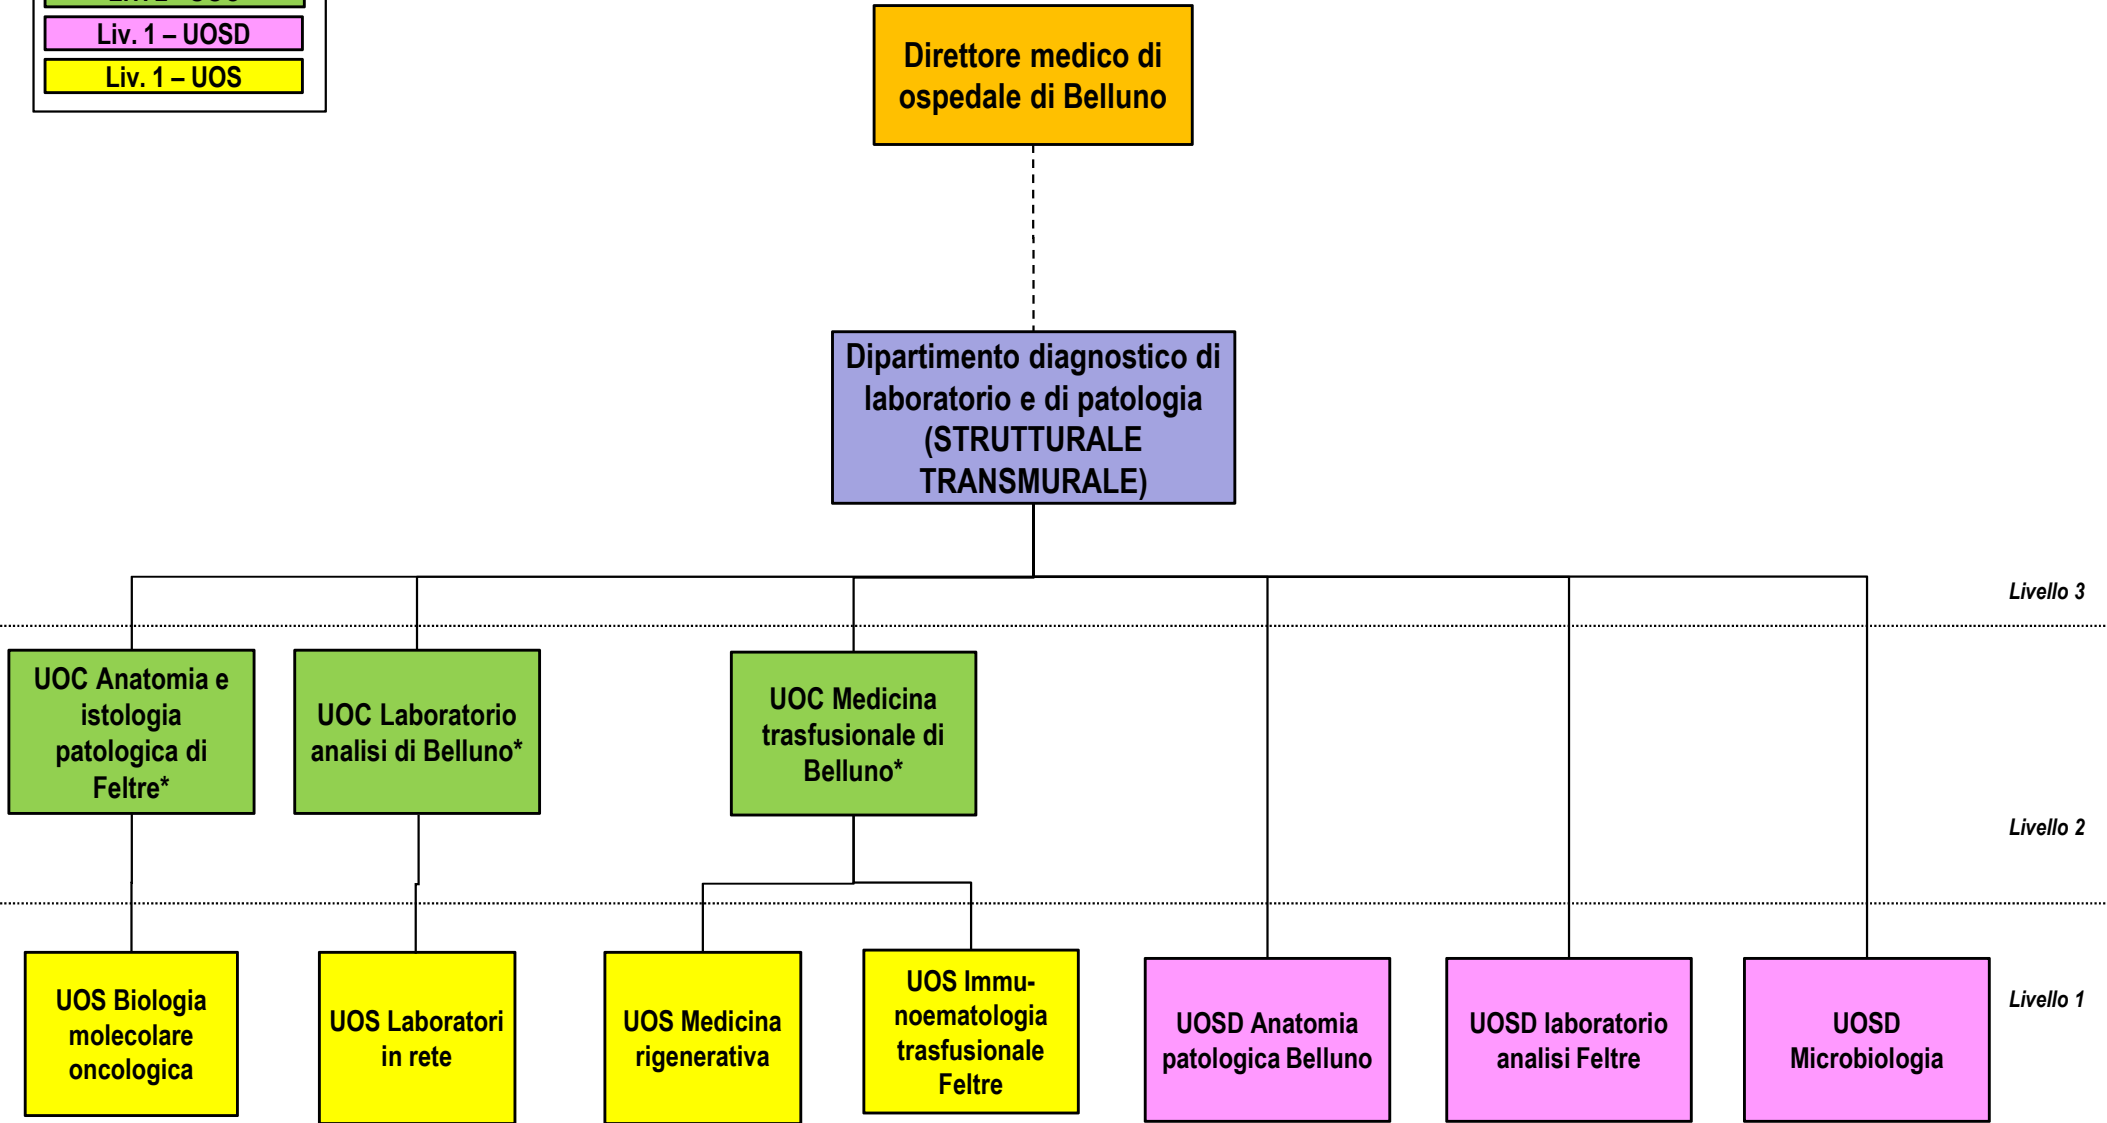 Liv. 1 – UOSD
Liv. 1 – UOS
Direttore medico di
ospedale di Belluno
Dipartimento diagnostico di
laboratorio e di patologia
(STRUTTURALE
TRANSMURALE)
Livello 3
UOC Anatomia e
istologia
patologica di
Feltre*
UOC Laboratorio
analisi di Belluno*
UOC Medicina
trasfusionale di
Belluno*
Livello 2
UOS Biologia
molecolare
oncologica
UOS Laboratori
in rete
UOS Medicina
rigenerativa
UOS Immu-
noematologia
trasfusionale
Feltre
UOSD Anatomia
patologica Belluno
UOSD laboratorio
analisi Feltre
UOSD
Microbiologia
Livello 1